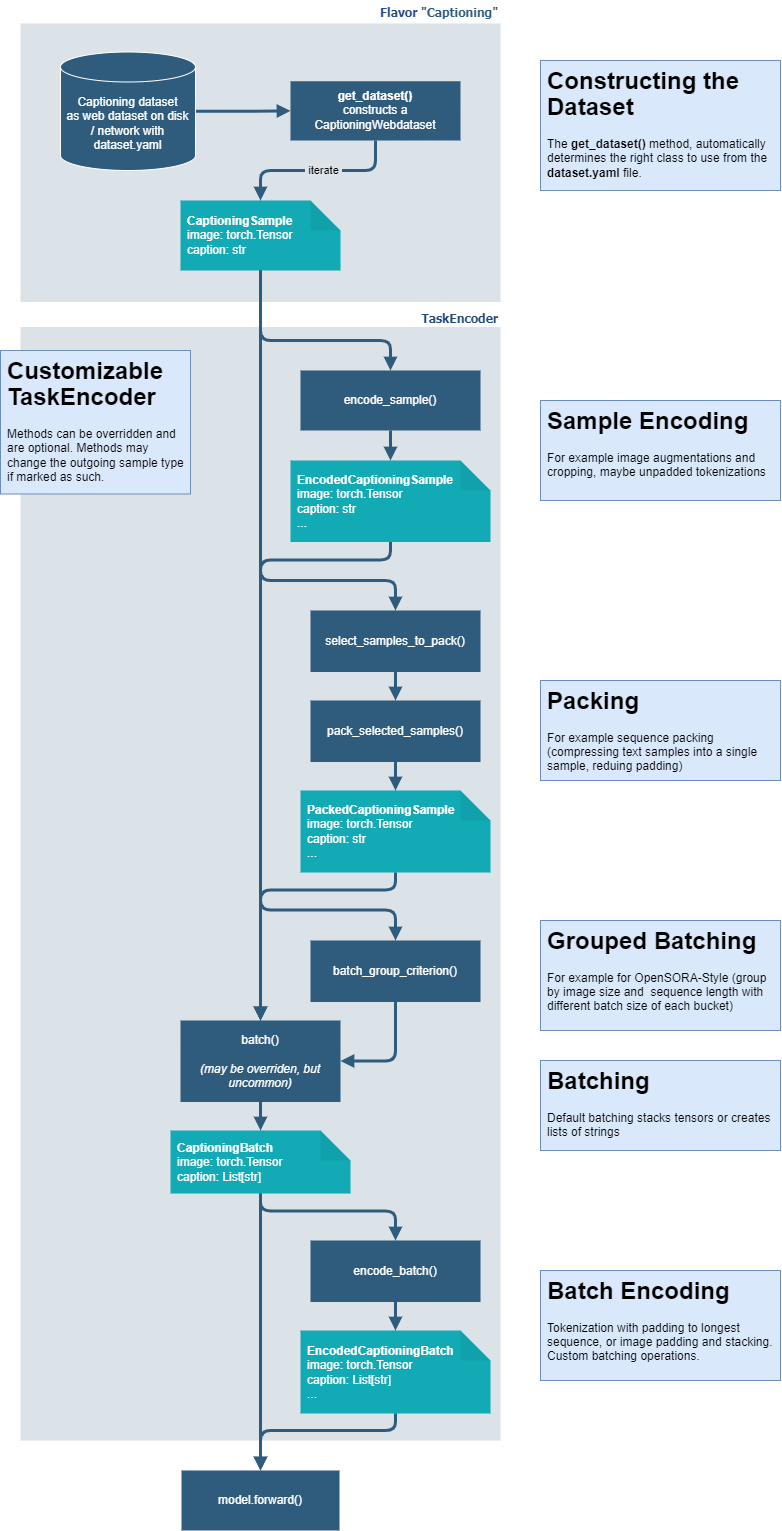 Flavor "Captioning"
Captioning dataset
as web dataset on disk
/ network with
dataset.yaml
get_dataset()
constructs a
CaptioningWebdataset
Constructing the
Dataset
The get_dataset() method, automatically
determines the right class to use from the
dataset.yaml file.
iterate
CaptioningSample
image: torch.Tensor
caption: str
TaskEncoder
Customizable
TaskEncoder
Methods can be overridden and
are optional. Methods may
change the outgoing sample type
if marked as such.
encode_sample()
Sample Encoding
For example image augmentations and
cropping, maybe unpadded tokenizations
EncodedCaptioningSample
image: torch.Tensor
caption: str
...
select_samples_to_pack()
pack_selected_samples()
Packing
For example sequence packing
(compressing text samples into a single
sample, reduing padding)
PackedCaptioningSample
image: torch.Tensor
caption: str
...
batch_group_criterion()
Grouped Batching
For example for OpenSORA-Style (group
by image size and sequence length with
different batch size of each bucket)
batch()
(may be overriden, but
uncommon)
Batching
Default batching stacks tensors or creates
lists of strings
CaptioningBatch
image: torch.Tensor
caption: List[str]
encode_batch()
Batch Encoding
Tokenization with padding to longest
sequence, or image padding and stacking.
Custom batching operations.
EncodedCaptioningBatch
image: torch.Tensor
caption: List[str]
...
model.forward()